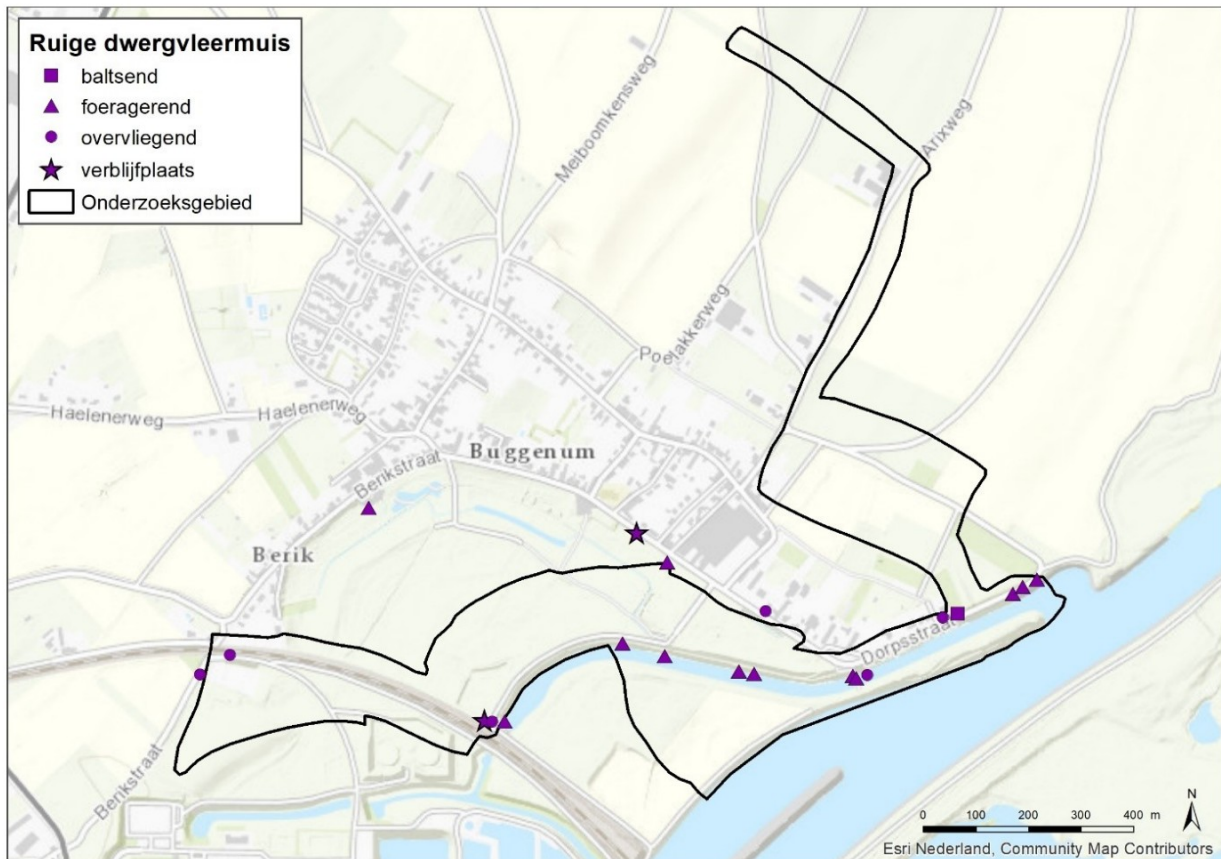 Ruige dwergvleermuis
baltsend
foeragerend
overvliegend
verblijfplaats
Onderzoeksgebied
Meiboomkensweg
Arixweg
Poelakkerweg
Haelenerweg
Haelenerweg
Buggenum
Berikstraat
Berik
Dorpsstraat
Berikstraat
N
0 100 200 300 400 m
Esri Nederland, Community Map Contributors